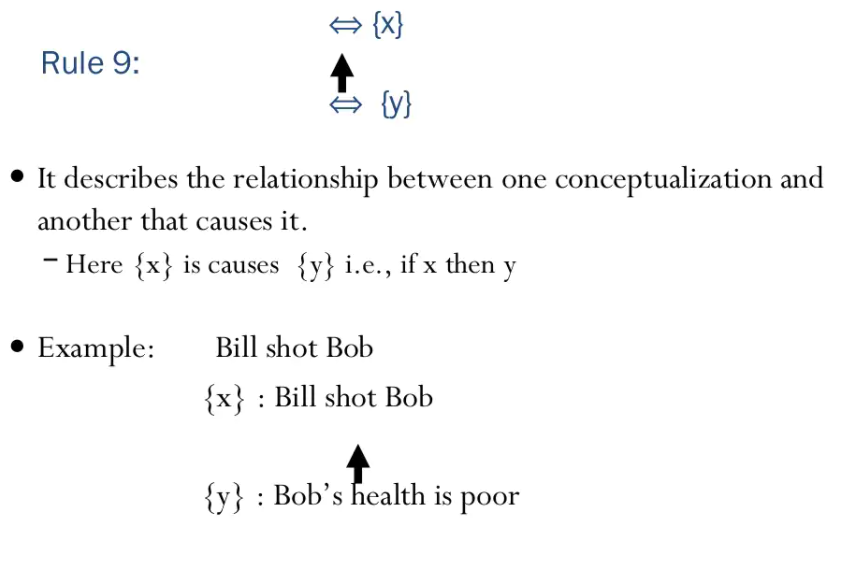 ⇔ {x}
Rule 9:
⇔ {y}
• It describes the relationship between one conceptualization and
another that causes it.
– Here {x} is causes {y} i.e., if x then y
• Example: Bill shot Bob
{x} : Bill shot Bob
{y} : Bob's health is poor